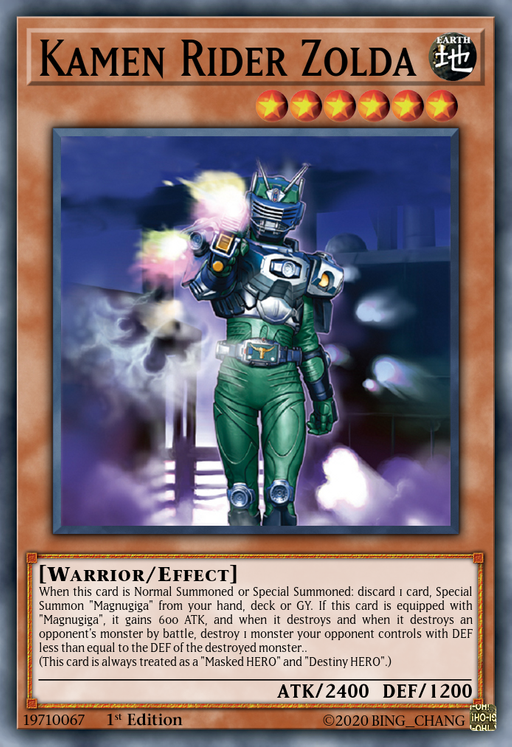 KAMEN RIDER ZOLDA
EARTH
地
[WARRIOR/EFFECT]
When this card is Normal Summoned or Special Summoned: discard 1 card, Special
Summon "Magnugiga" from your hand, deck or GY. If this card is equipped with
"Magnugiga", it gains 600 ATK, and when it destroys and when it destroys an
opponent's monster by battle, destroy 1 monster your opponent controls with DEF
less than equal to the DEF of the destroyed monster..
(This card is always treated as a "Masked HERO" and "Destiny HERO".)
ATK/2400 DEF/1200
19710067 1st Edition ©2020 BING_CHANG